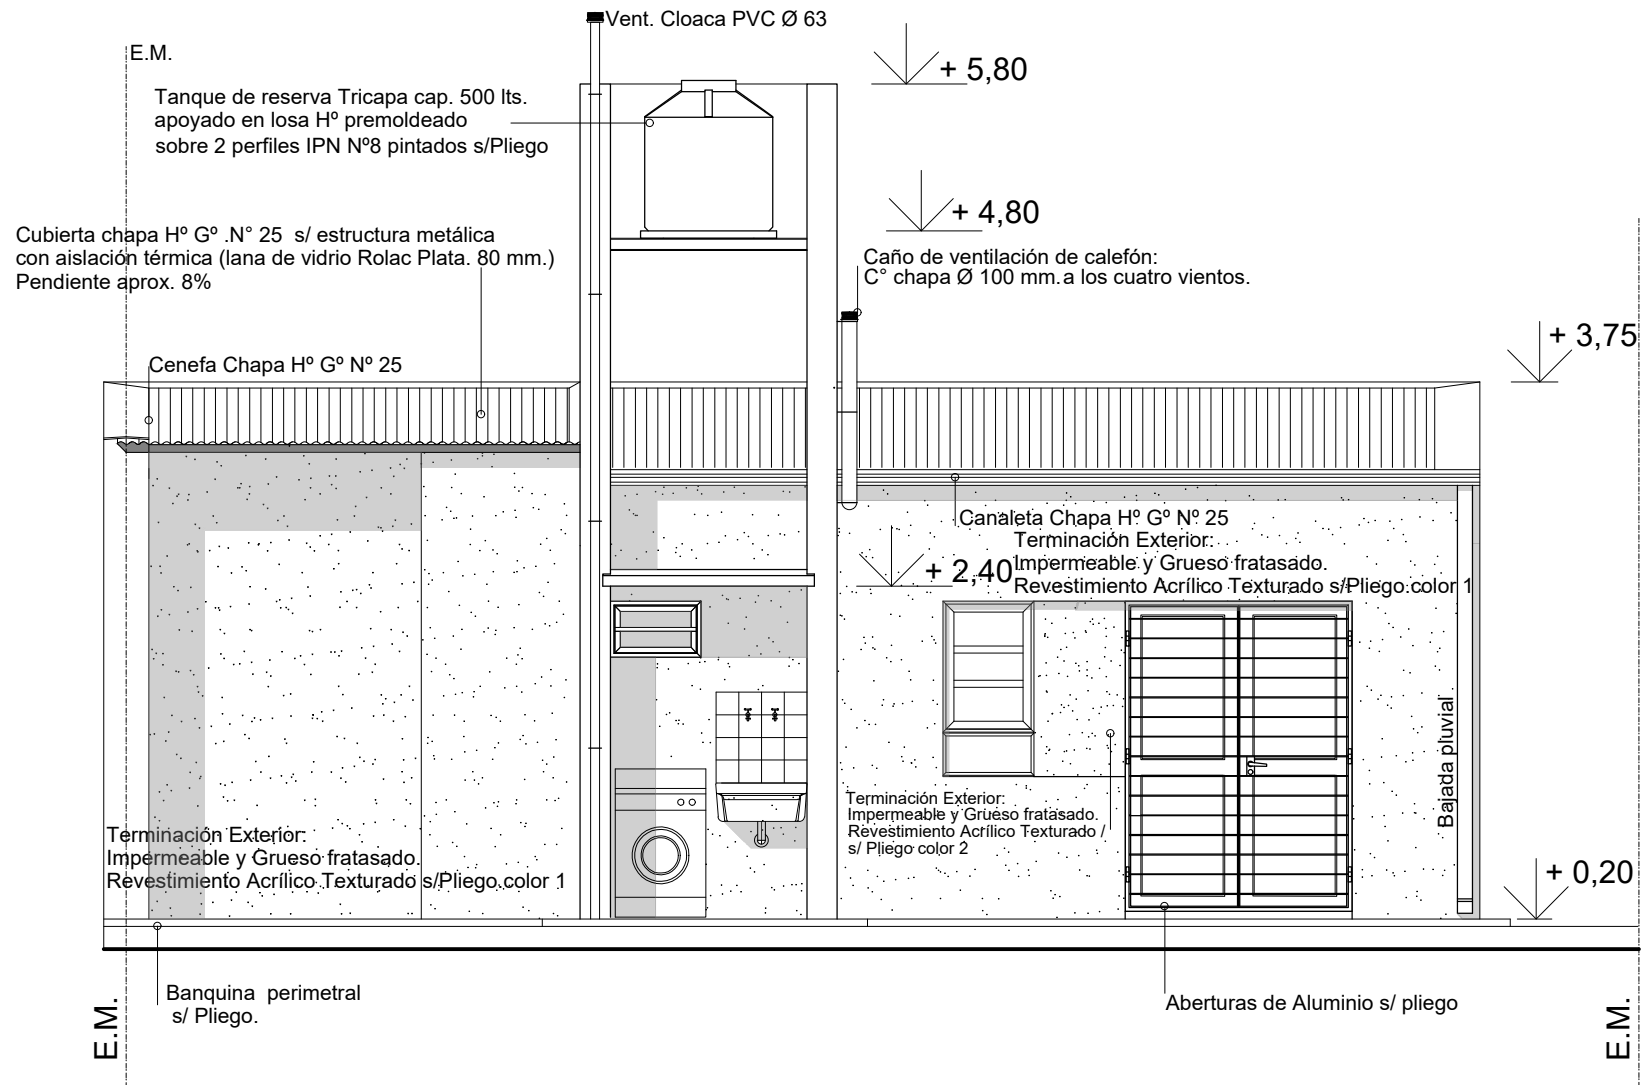 Vent. Cloaca PVC Ø 63
E.M.
+ 5,80
Tanque de reserva Tricapa cap. 500 lts.
apoyado en losa Hº premoldeado
sobre 2 perfiles IPN Nº8 pintados s/Pliego
+ 4,80
Cubierta chapa Hº Gº .N° 25 s/ estructura metálica
con aislación térmica (lana de vidrio Rolac Plata. 80 mm.)
Pendiente aprox. 8%
Caño de ventilación de calefón:
C° chapa Ø 100 mm.a los cuatro vientos.
+ 3,75
Cenefa Chapa Hº Gº Nº 25
Canaleta Chapa Hº Gº Nº 25
Terminación Exterior:
Impermeable y Grueso fratasado.
Revestimiento Acrílico Texturado s/Pliego color 1
+ 2,40
Bajada pluvial
Terminación Exterior:
Impermeable y Grueso fratasado.
Revestimiento Acrílico Texturado /
s/ Pliego color 2
Terminación Exterior:
Impermeable y Grueso fratasado.
Revestimiento Acrílico Texturado s/Pliego color 1
+ 0,20
Banquina perimetral
s/ Pliego.
Aberturas de Aluminio s/ pliego
E.M.
E.M.